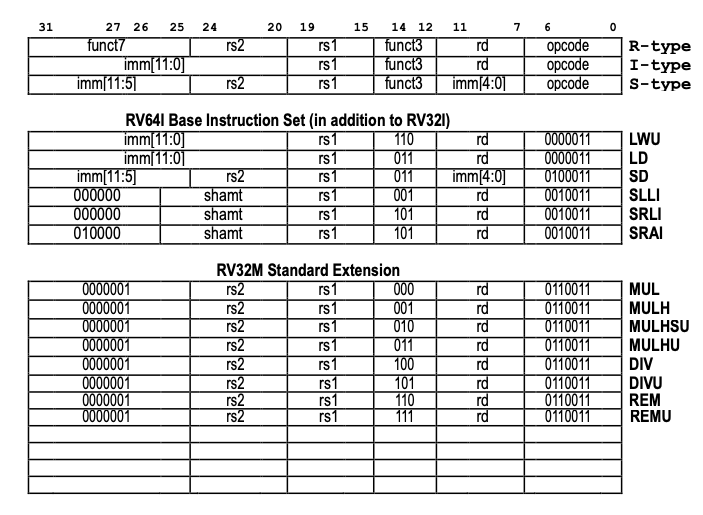 31 27 26 25 24 20 19 15 14 12 11 7 6 0
funct7 rs2 rs1 funct3 rd opcode R-type
imm[11:0] rs1 funct3 rd opcode I-type
imm[11:5] rs2 rs1 funct3 imm[4:0] opcode S-type
RV64I Base Instruction Set (in addition to RV32I)
imm[11:0] rs1 110 rd 0000011 LWU
imm[11:0] rs1 011 rd 0000011 LD
imm[11:5] rs2 rs1 011 imm[4:0] 0100011 SD
000000 shamt rs1 001 rd 0010011 SLLI
000000 shamt rs1 101 rd 0010011 SRLI
010000 shamt rs1 101 rd 0010011 SRAI
RV32M Standard Extension
0000001 rs2 rs1 000 rd 0110011 MUL
0000001 rs2 rs1 001 rd 0110011 MULH
0000001 rs2 rs1 010 rd 0110011 MULHSU
0000001 rs2 rs1 011 rd 0110011 MULHU
0000001 rs2 rs1 100 rd 0110011 DIV
0000001 rs2 rs1 101 rd 0110011 DIVU
0000001 rs2 rs1 110 rd 0110011 REM
0000001 rs2 rs1 111 rd 0110011 REMU